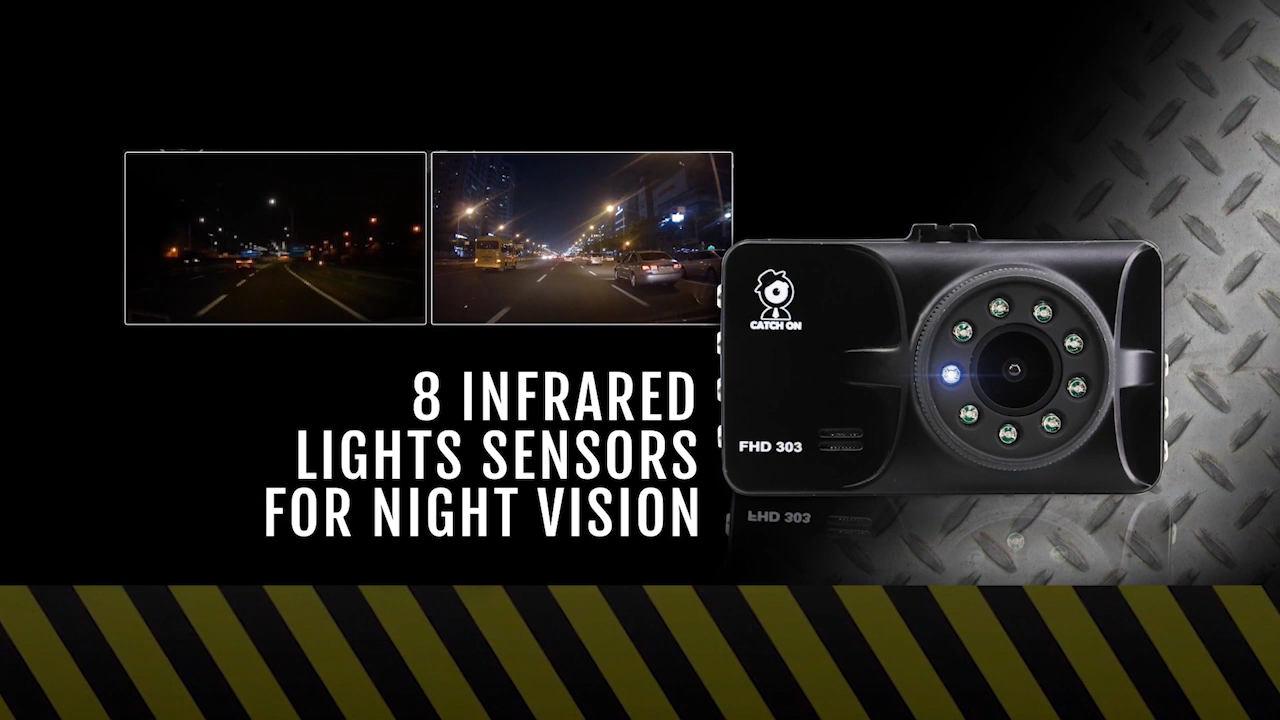 CATCH ON
8 INFRARED
LIGHTS SENSORS
FOR NIGHT VISION
FHD 303
FHD 303